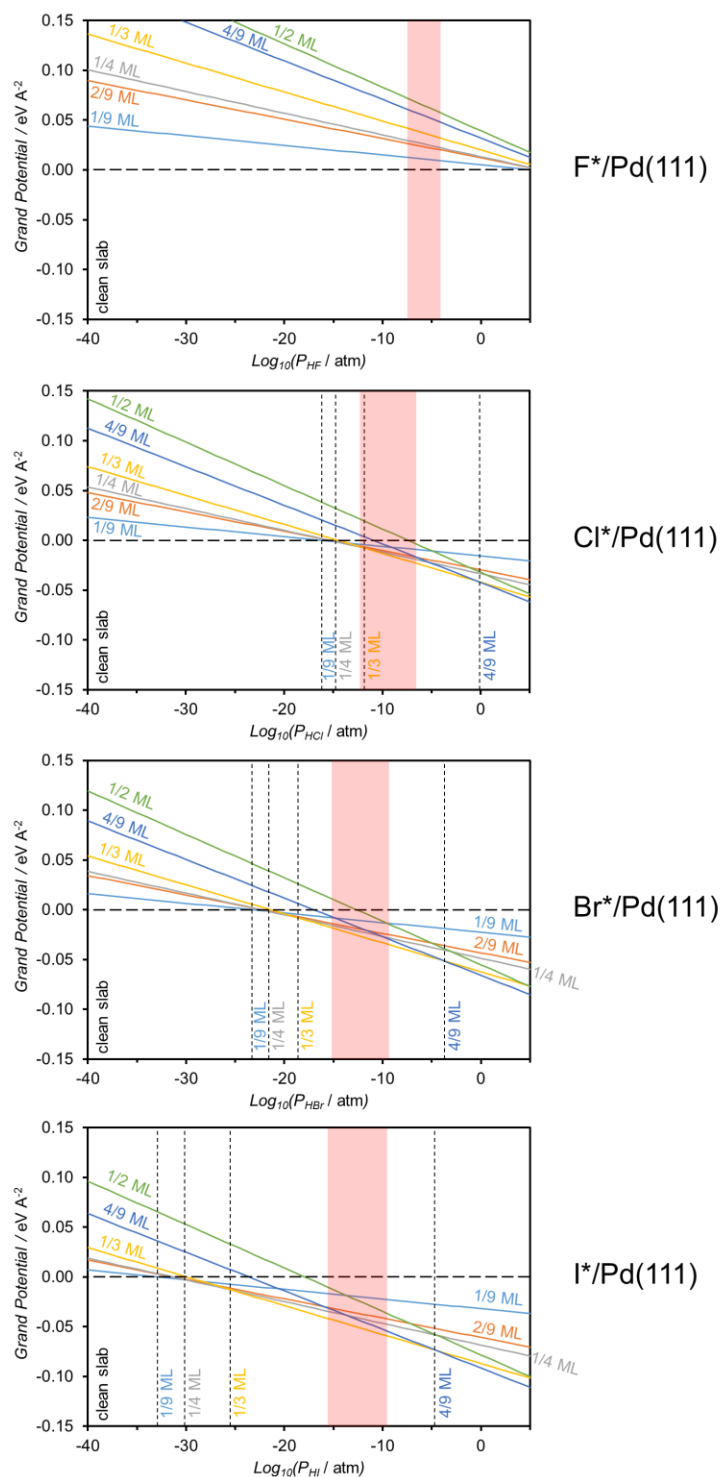 0.15
0.10
0.05
0.00
-0.05
-0.10
-0.15
Grand Potential / eV A⁻²
1/3 ML
4/9 ML
1/2 ML
1/4 ML
2/9 ML
1/9 ML
clean slab
-40 -30 -20 -10 0
Log₁₀(P_HF / atm)
F*/Pd(111)
0.15
0.10
0.05
0.00
-0.05
-0.10
-0.15
Grand Potential / eV A⁻²
1/2 ML
4/9 ML
1/3 ML
1/4 ML
2/9 ML
1/9 ML
clean slab
1/9 ML
1/4 ML
1/3 ML
4/9 ML
-40 -30 -20 -10 0
Log₁₀(P_HCl / atm)
Cl*/Pd(111)
0.15
0.10
0.05
0.00
-0.05
-0.10
-0.15
Grand Potential / eV A⁻²
1/2 ML
4/9 ML
1/3 ML
1/9 ML
2/9 ML
1/4 ML
clean slab
1/9 ML
1/4 ML
1/3 ML
4/9 ML
-40 -30 -20 -10 0
Log₁₀(P_HBr / atm)
Br*/Pd(111)
0.15
0.10
0.05
0.00
-0.05
-0.10
-0.15
Grand Potential / eV A⁻²
1/2 ML
4/9 ML
1/3 ML
1/9 ML
2/9 ML
1/4 ML
clean slab
1/9 ML
1/4 ML
1/3 ML
4/9 ML
-40 -30 -20 -10 0
Log₁₀(P_HI / atm)
I*/Pd(111)